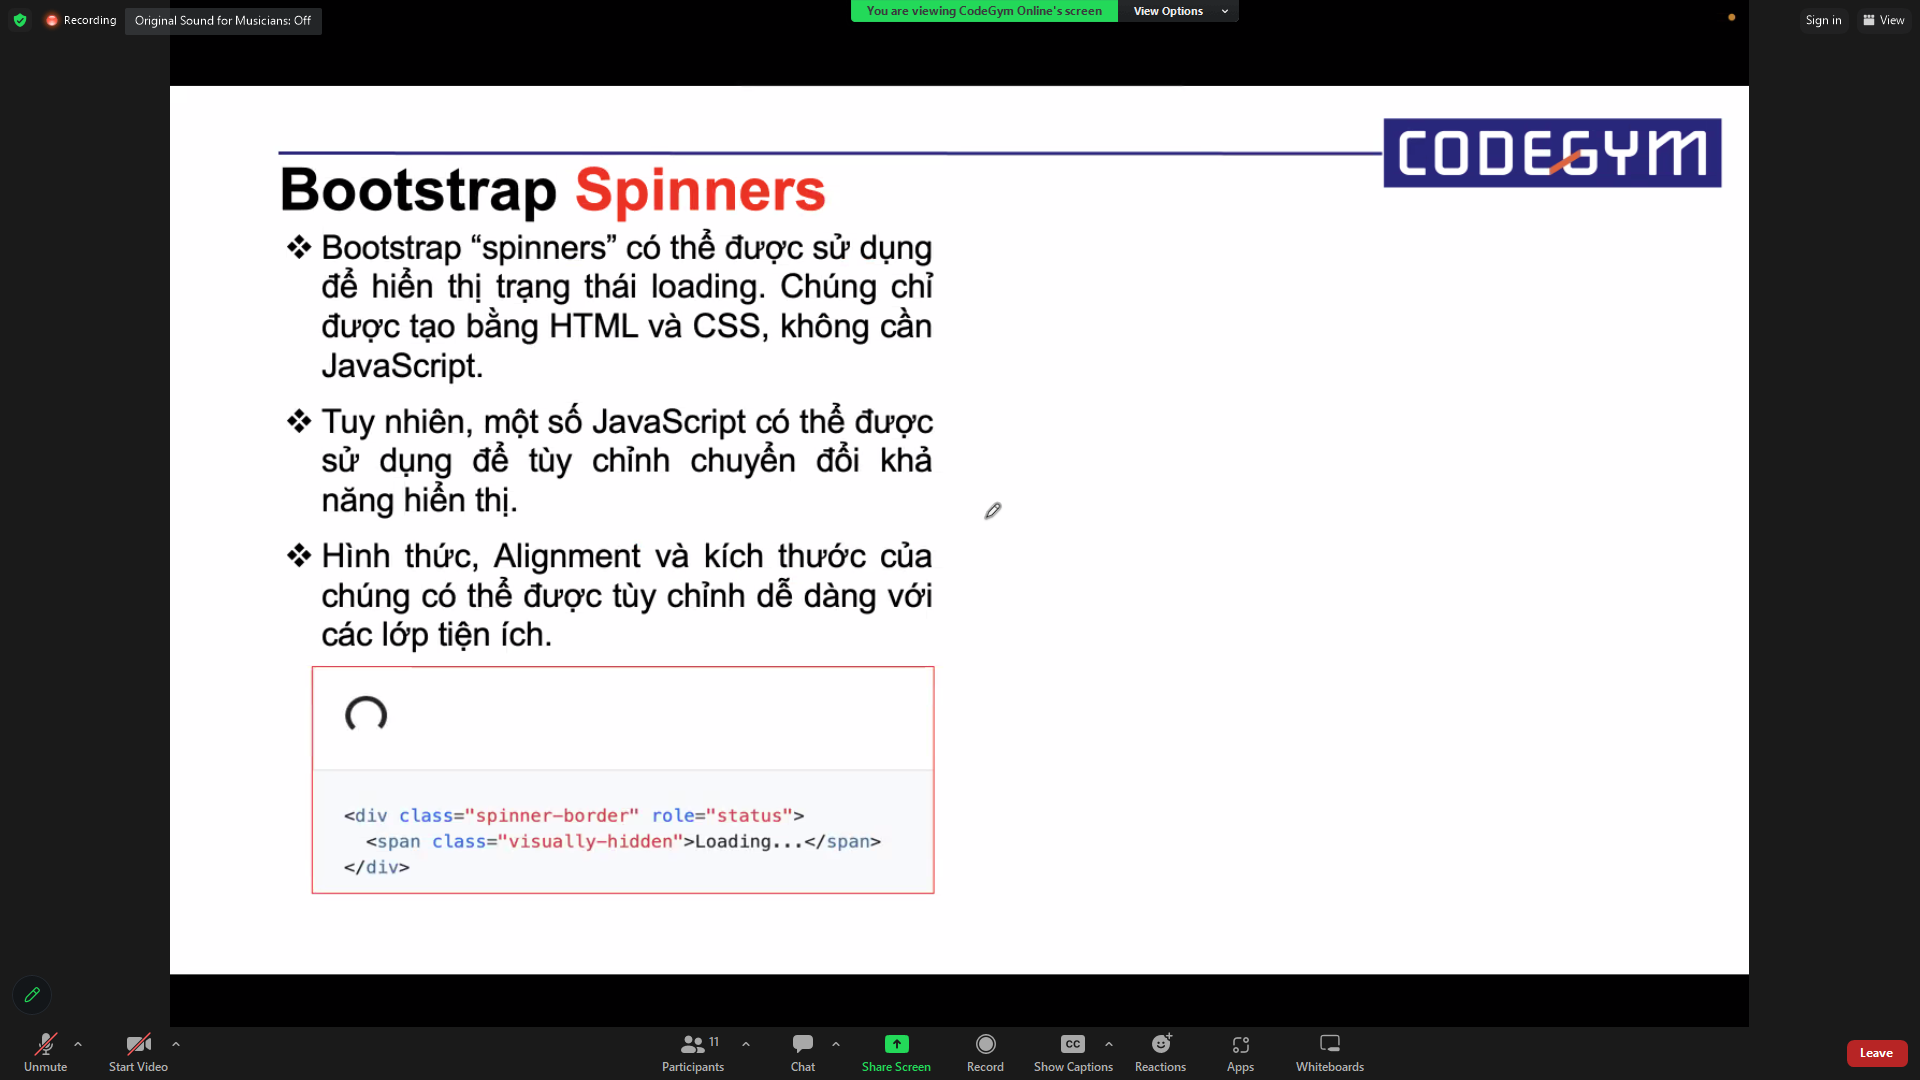 Recording
Original Sound for Musicians: Off
You are viewing CodeGym Online's screen
View Options
Sign in
View
CODEGYM
Bootstrap Spinners
❖ Bootstrap “spinners” có thể được sử dụng
để hiển thị trạng thái loading. Chúng chỉ
được tạo bằng HTML và CSS, không cần
JavaScript.
❖ Tuy nhiên, một số JavaScript có thể được
sử dụng để tùy chỉnh chuyển đổi khả
năng hiển thị.
❖ Hình thức, Alignment và kích thước của
chúng có thể được tùy chỉnh dễ dàng với
các lớp tiện ích.
<div class="spinner-border" role="status">
<span class="visually-hidden">Loading...</span>
</div>
Unmute
Start Video
Participants
11
Chat
Share Screen
Record
CC
Show Captions
Reactions
Apps
Whiteboards
Leave